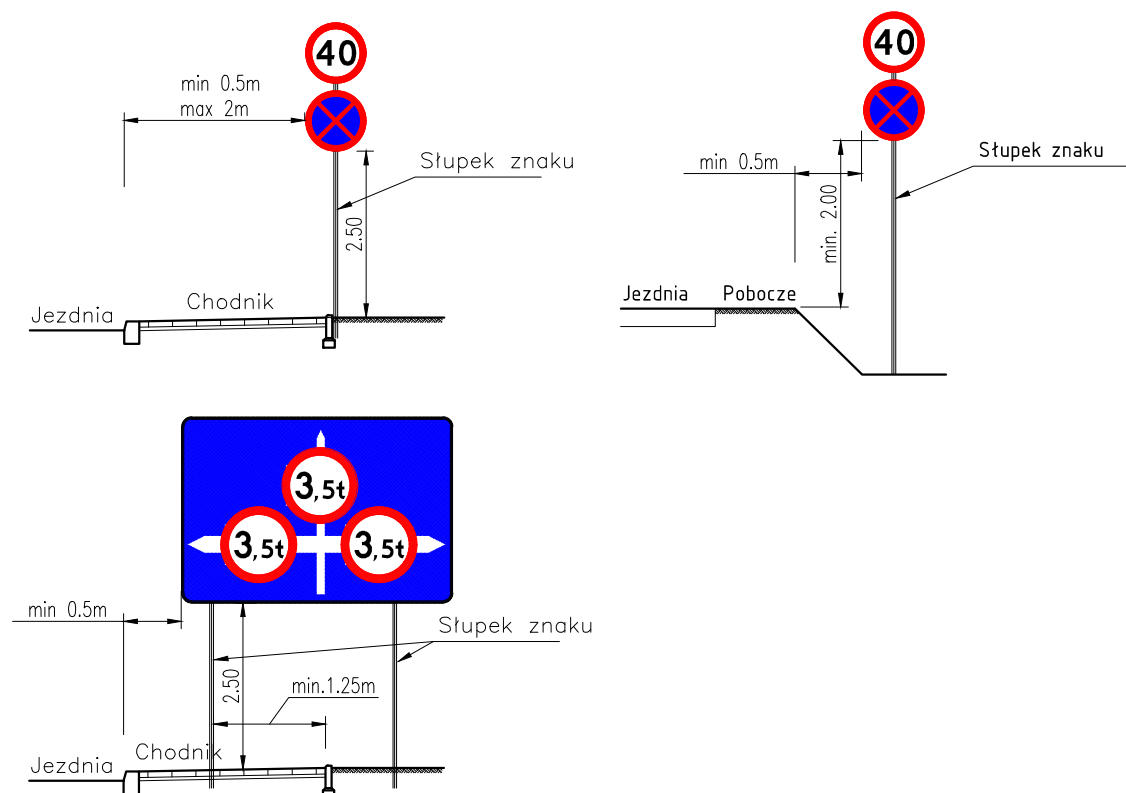 40
min 0.5m
max 2m
Słupek znaku
2.50
Chodnik
Jezdnia
40
min 0.5m
Słupek znaku
min. 2.00
Jezdnia
Pobocze
3,5t
3,5t
3,5t
min 0.5m
Słupek znaku
2.50
min.1.25m
Chodnik
Jezdnia